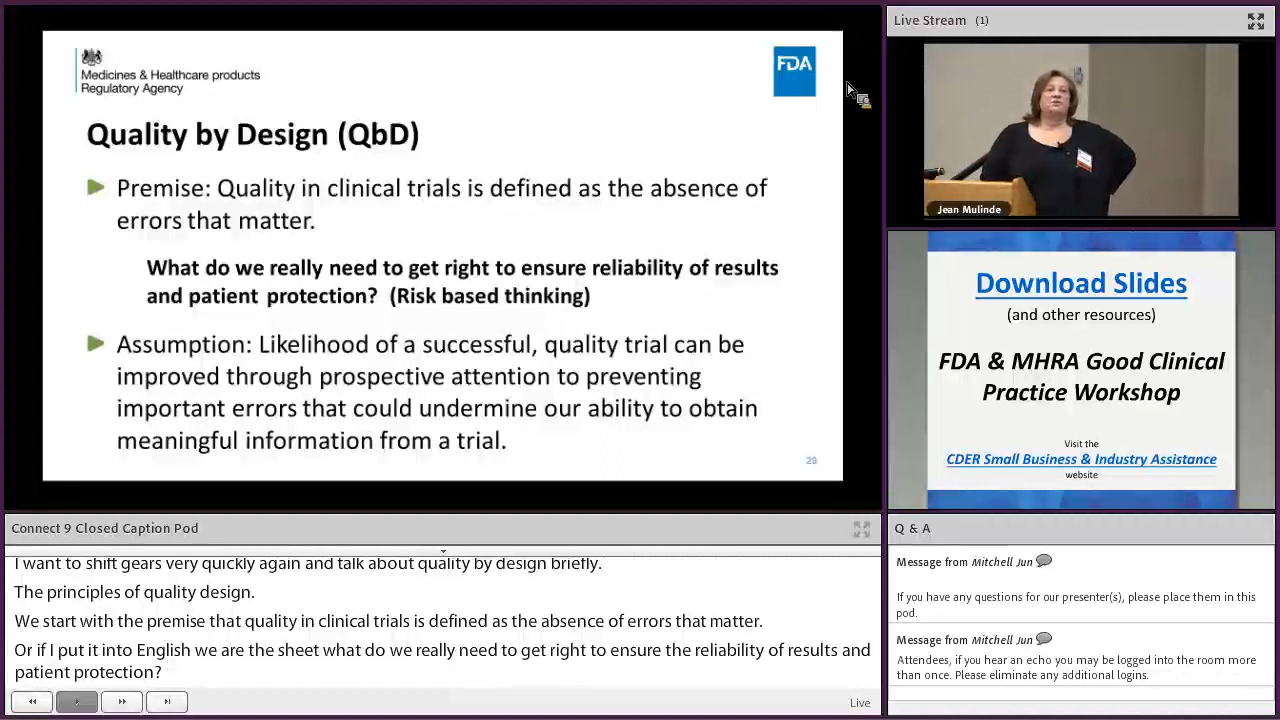 Medicines & Healthcare products
Regulatory Agency
FDA
Quality by Design (QbD)
Premise: Quality in clinical trials is defined as the absence of
errors that matter.
What do we really need to get right to ensure reliability of results
and patient protection? (Risk based thinking)
Assumption: Likelihood of a successful, quality trial can be
improved through prospective attention to preventing
important errors that could undermine our ability to obtain
meaningful information from a trial.
29
Live Stream (1)
Jean Mulinde
Download Slides
(and other resources)
FDA & MHRA Good Clinical
Practice Workshop
Visit the
CDER Small Business & Industry Assistance
website
Connect 9 Closed Caption Pod
I want to shift gears very quickly again and talk about quality by design briefly.
The principles of quality design.
We start with the premise that quality in clinical trials is defined as the absence of errors that matter.
Or if I put it into English we are the sheet what do we really need to get right to ensure the reliability of results and
patient protection?
Live
Q & A
Message from Mitchell Jun
If you have any questions for our presenter(s), please place them in this
pod.
Message from Mitchell Jun
Attendees, if you hear an echo you may be logged into the room more
than once. Please eliminate any additional logins.